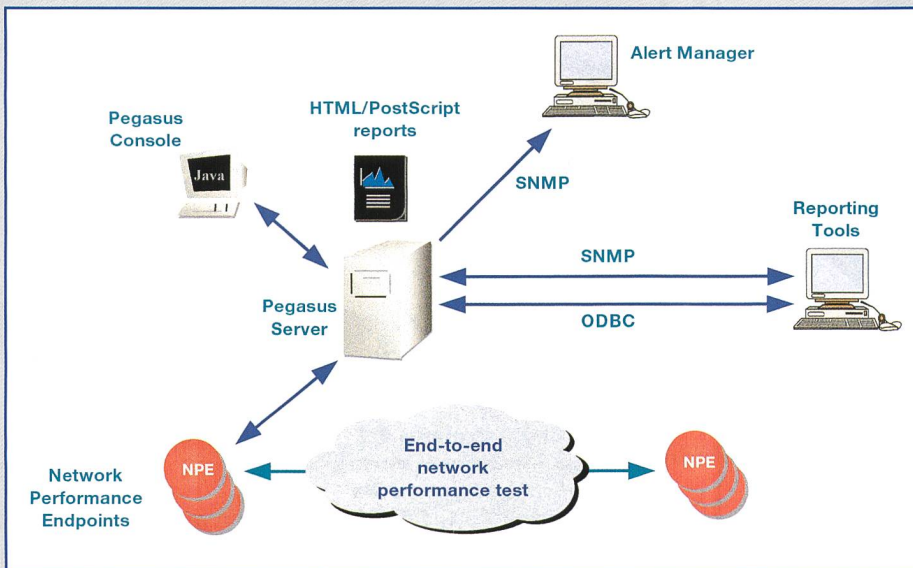 Alert Manager
HTML/PostScript
reports
Pegasus
Console
Java
SNMP
Reporting
Tools
SNMP
Pegasus
Server
ODBC
End-to-end
network
performance test
NPE
NPE
Network
Performance
Endpoints